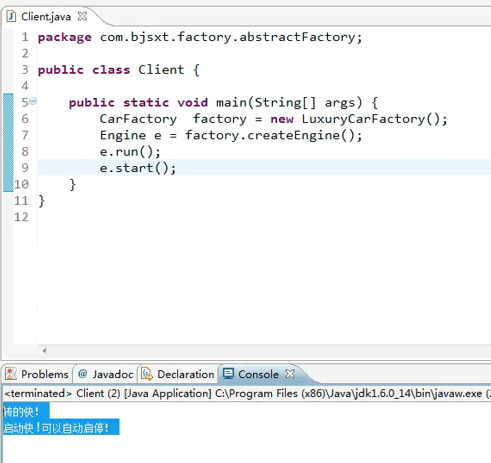 Client.java
1 package com.bjsxt.factory.abstractFactory;
2
3 public class Client {
4
5 public static void main(String[] args) {
6 CarFactory factory = new LuxuryCarFactory();
7 Engine e = factory.createEngine();
8 e.run();
9 e.start();
10 }
11 }
12
Problems @ Javadoc Declaration Console
<terminated> Client (2) [Java Application] C:\Program Files (x86)\Java\jdk1.6.0_14\bin\javaw.exe (
转的快!
启动快!可以自动启停!